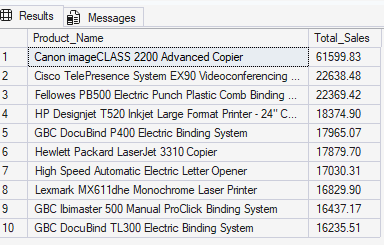 Results Messages
Product_Name Total_Sales
1 Canon imageCLASS 2200 Advanced Copier 61599.83
2 Cisco TelePresence System EX90 Videoconferencing ... 22638.48
3 Fellowes PB500 Electric Punch Plastic Comb Binding ... 22369.42
4 HP Designjet T520 Inkjet Large Format Printer - 24" C... 18374.90
5 GBC DocuBind P400 Electric Binding System 17965.07
6 Hewlett Packard LaserJet 3310 Copier 17879.70
7 High Speed Automatic Electric Letter Opener 17030.31
8 Lexmark MX611dhe Monochrome Laser Printer 16829.90
9 GBC Ibimaster 500 Manual ProClick Binding System 16437.17
10 GBC DocuBind TL300 Electric Binding System 16235.51